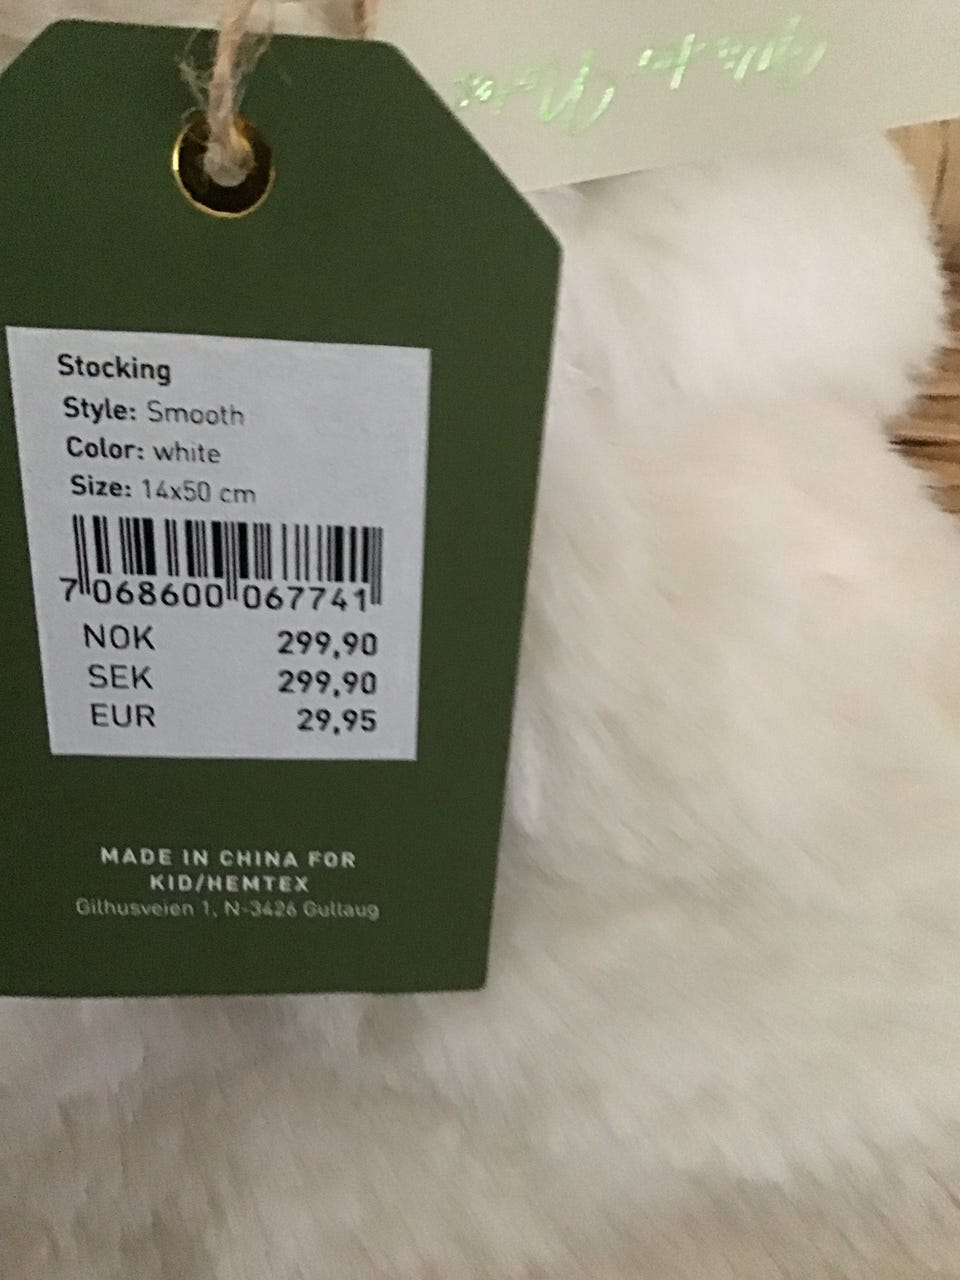 Stocking
Style: Smooth
Color: white
Size: 14x50 cm
7 068600 067741
NOK 299,90
SEK 299,90
EUR 29,95
MADE IN CHINA FOR
KID/HEMTEX
Gilhusveien 1, N-3426 Gullaug